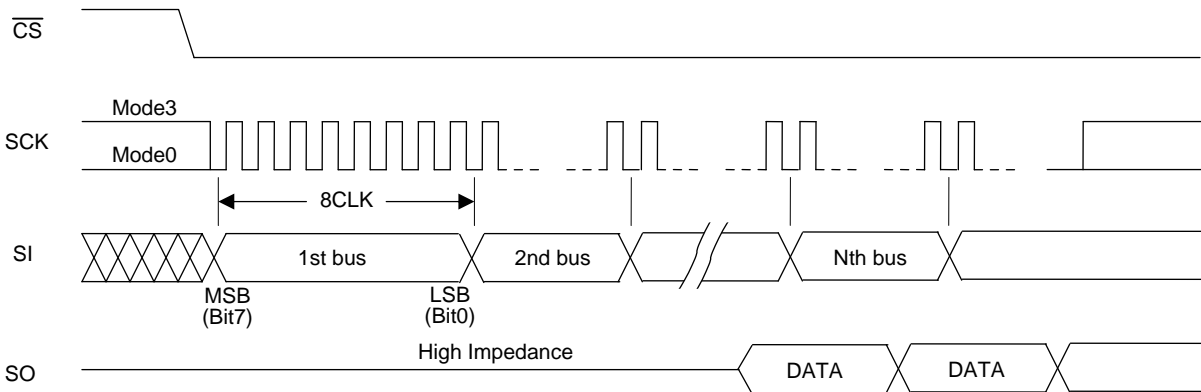 CS
Mode3
SCK
Mode0
8CLK
SI
1st bus
2nd bus
Nth bus
MSB
(Bit7)
LSB
(Bit0)
High Impedance
SO
DATA
DATA